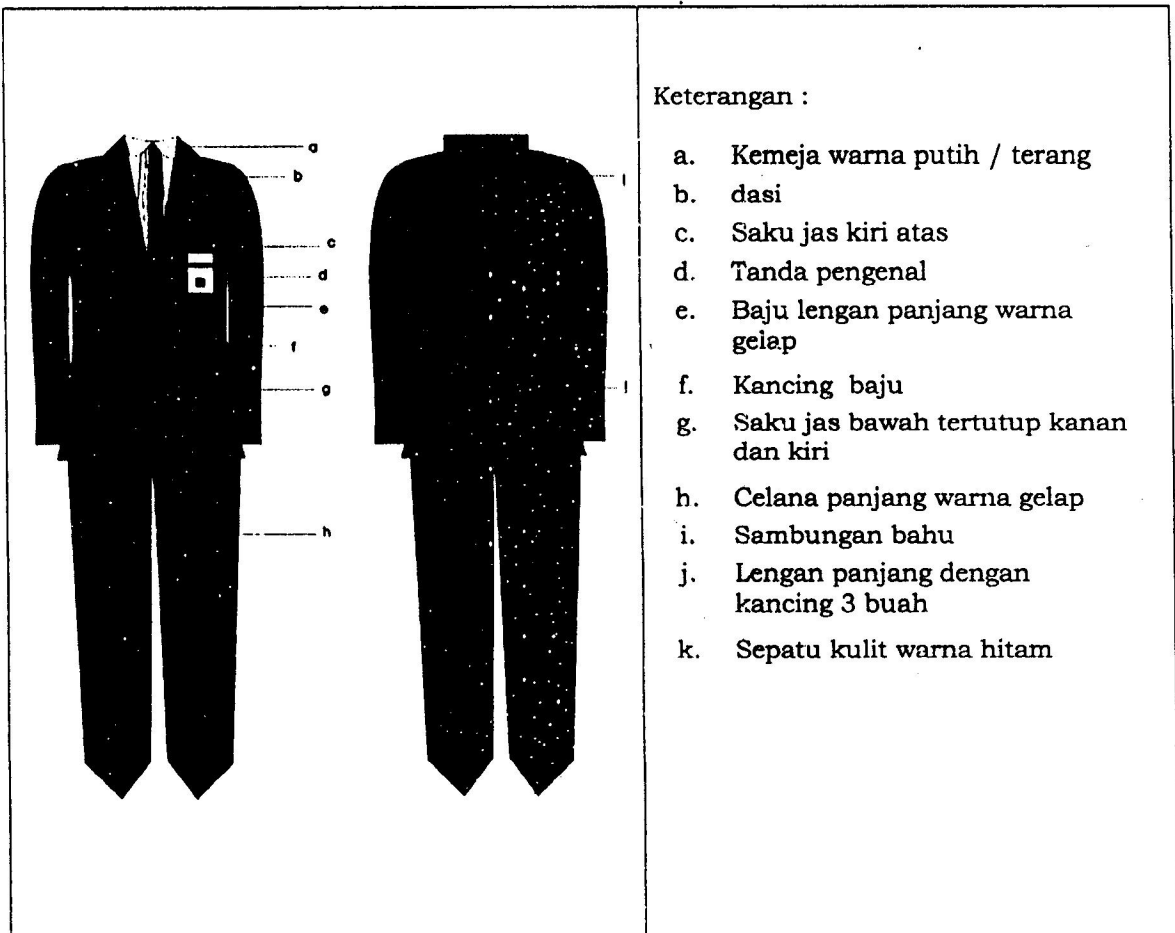 a
b
c
d
e
f
g
h
Keterangan :
a. Kemeja warna putih / terang
b. dasi
c. Saku jas kiri atas
d. Tanda pengenal
e. Baju lengan panjang warna
gelap
f. Kancing baju
g. Saku jas bawah tertutup kanan
dan kiri
h. Celana panjang warna gelap
i. Sambungan bahu
j. Lengan panjang dengan
kancing 3 buah
k. Sepatu kulit warna hitam